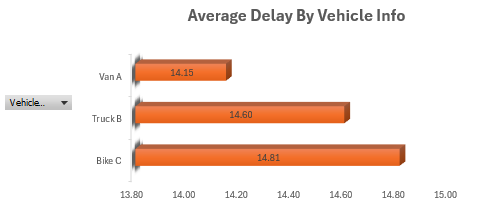 Average Delay By Vehicle Info
Vehicle...
Van A
14.15
Truck B
14.60
Bike C
14.81
13.80 14.00 14.20 14.40 14.60 14.80 15.00